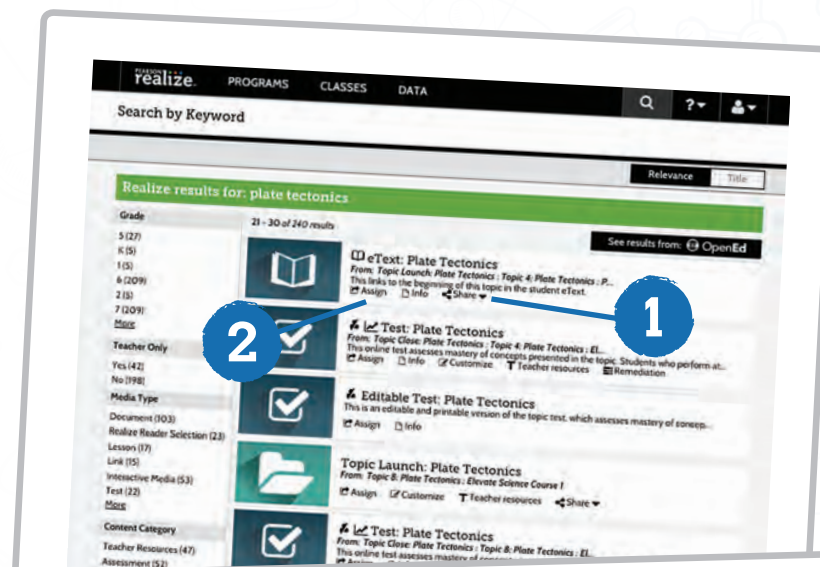 PEARSON
realize.
PROGRAMS CLASSES DATA
?
Search by Keyword
Relevance Title
Realize results for: plate tectonics
Grade
5 (27)
K (5)
1 (5)
6 (209)
2 (5)
7 (209)
More
Teacher Only
Yes (42)
No (198)
Media Type
Document (103)
Realize Reader Selection (23)
Lesson (17)
Link (15)
Interactive Media (53)
Test (22)
More
Content Category
Teacher Resources (47)
Assessment (52)
21 - 30 of 240 results
See results from: OpenEd
eText: Plate Tectonics
From: Topic Launch: Plate Tectonics : Topic 4: Plate Tectonics : P...
This links to the beginning of this topic in the student eText.
Assign Info Share
1
2
Test: Plate Tectonics
From: Topic Close: Plate Tectonics : Topic 4: Plate Tectonics : El...
This online test assesses mastery of concepts presented in the topic. Students who perform at...
Assign Info Customize Teacher resources Remediation
Editable Test: Plate Tectonics
This is an editable and printable version of the topic test, which assesses mastery of concep...
Assign Info
Topic Launch: Plate Tectonics
From: Topic 8: Plate Tectonics : Elevate Science Course 1
Assign Customize Teacher resources Share
Test: Plate Tectonics
From: Topic Close: Plate Tectonics : Topic 8: Plate Tectonics : El...
This online test assesses mastery of